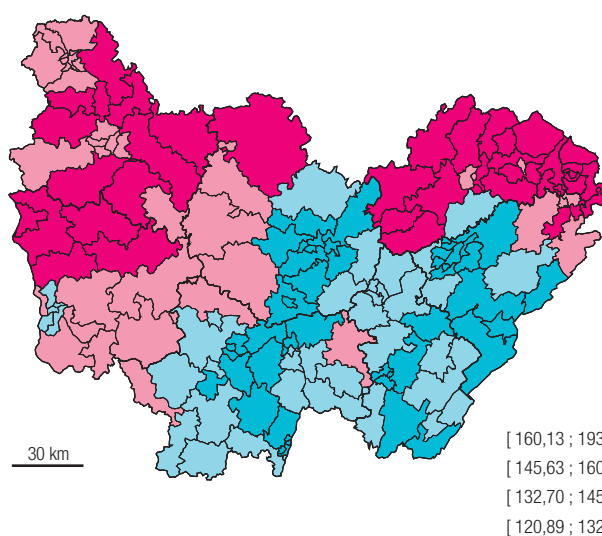 30 km
[ 160,13 ; 193
[ 145,63 ; 160
[ 132,70 ; 145
[ 120,89 ; 132